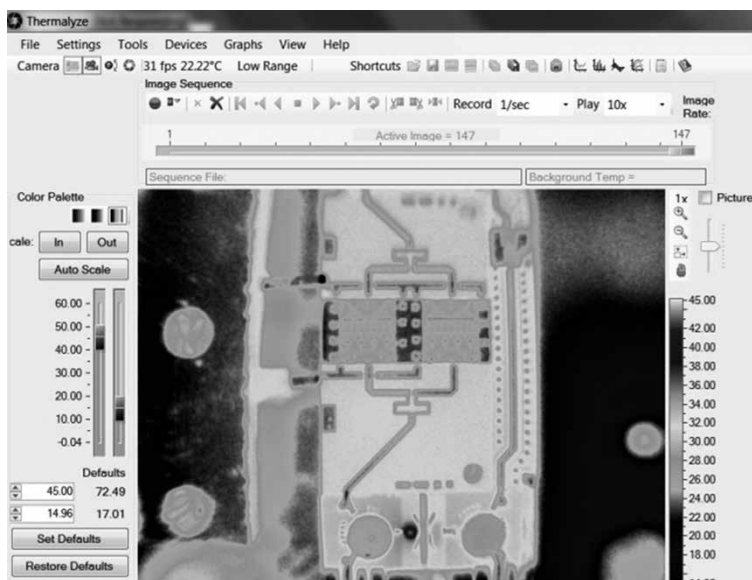 Thermalyze
File Settings Tools Devices Graphs View Help
Camera 31 fps 22.22°C Low Range Shortcuts
Image Sequence
Record 1/sec Play 10x Image
Rate:
1 Active Image = 147 147
Sequence File: Background Temp =
Color Palette
1x Picture
cale: In Out
Auto Scale
60.00
50.00
40.00
30.00
20.00
10.00
-0.04
45.00
42.00
40.00
38.00
36.00
34.00
32.00
30.00
28.00
26.00
24.00
22.00
20.00
18.00
Defaults
45.00 72.49
14.96 17.01
Set Defaults
Restore Defaults